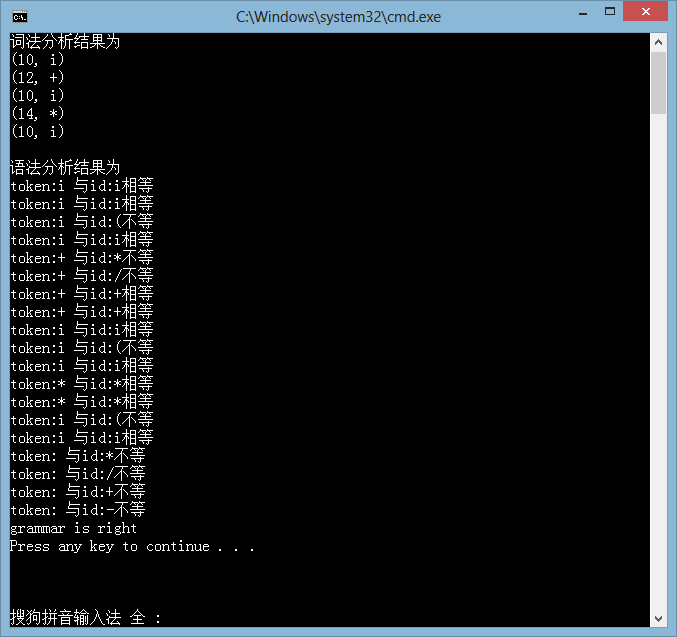 C:\Windows\system32\cmd.exe
词法分析结果为
(10, i)
(12, +)
(10, i)
(14, *)
(10, i)
语法分析结果为
token:i 与id:i相等
token:i 与id:i相等
token:i 与id:(不等
token:i 与id:i相等
token:+ 与id:*不等
token:+ 与id:/不等
token:+ 与id:+相等
token:+ 与id:+相等
token:i 与id:i相等
token:i 与id:(不等
token:i 与id:i相等
token:* 与id:*相等
token:* 与id:*相等
token:i 与id:(不等
token:i 与id:i相等
token: 与id:*不等
token: 与id:/不等
token: 与id:+不等
token: 与id:-不等
grammar is right
Press any key to continue . . .
搜狗拼音输入法 全 :